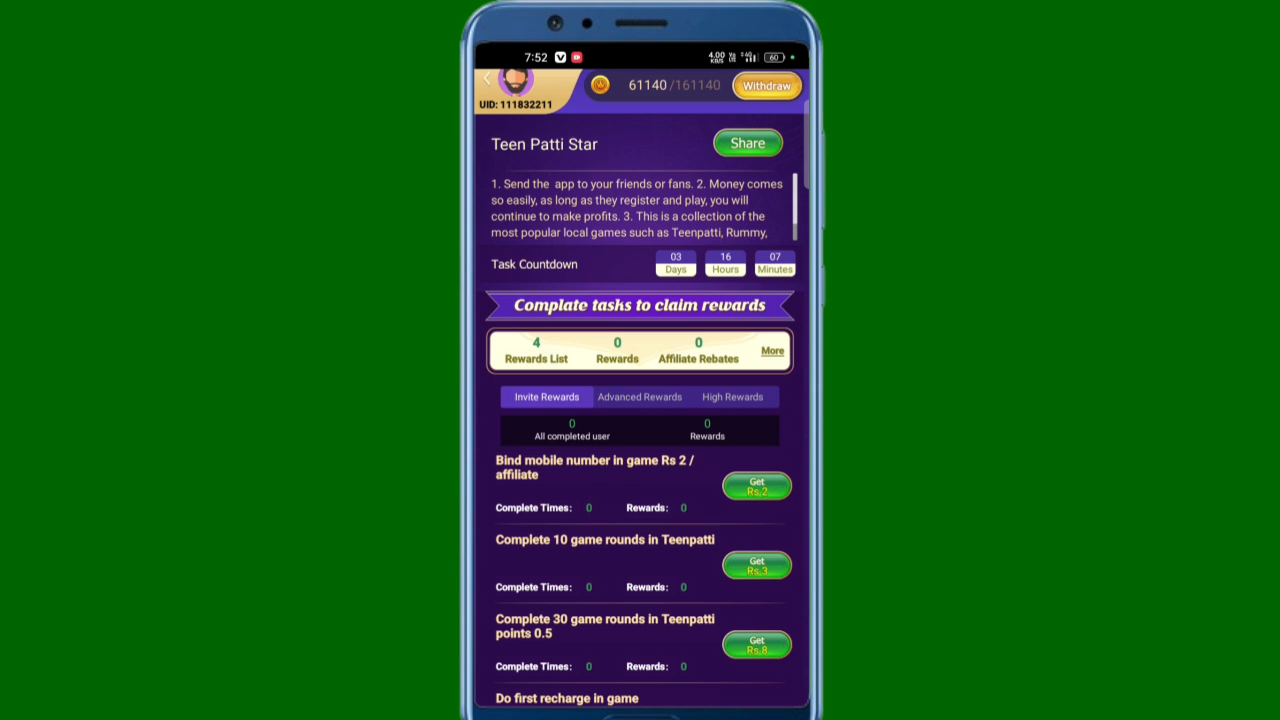 7:52
4.00 KB/S
4G
60
UID: 111832211
61140/161140
Withdraw
Teen Patti Star
Share
1. Send the app to your friends or fans. 2. Money comes
so easily, as long as they register and play, you will
continue to make profits. 3. This is a collection of the
most popular local games such as Teenpatti, Rummy,
Task Countdown
03 16 07
Days Hours Minutes
Complate tasks to claim rewards
4 0 0
Rewards List Rewards Affiliate Rebates More
Invite Rewards Advanced Rewards High Rewards
0 0
All completed user Rewards
Bind mobile number in game Rs 2 /
affiliate
Get
Rs.2
Complete Times: 0 Rewards: 0
Complete 10 game rounds in Teenpatti
Get
Rs.3
Complete Times: 0 Rewards: 0
Complete 30 game rounds in Teenpatti
points 0.5
Get
Rs.8
Complete Times: 0 Rewards: 0
Do first recharge in game